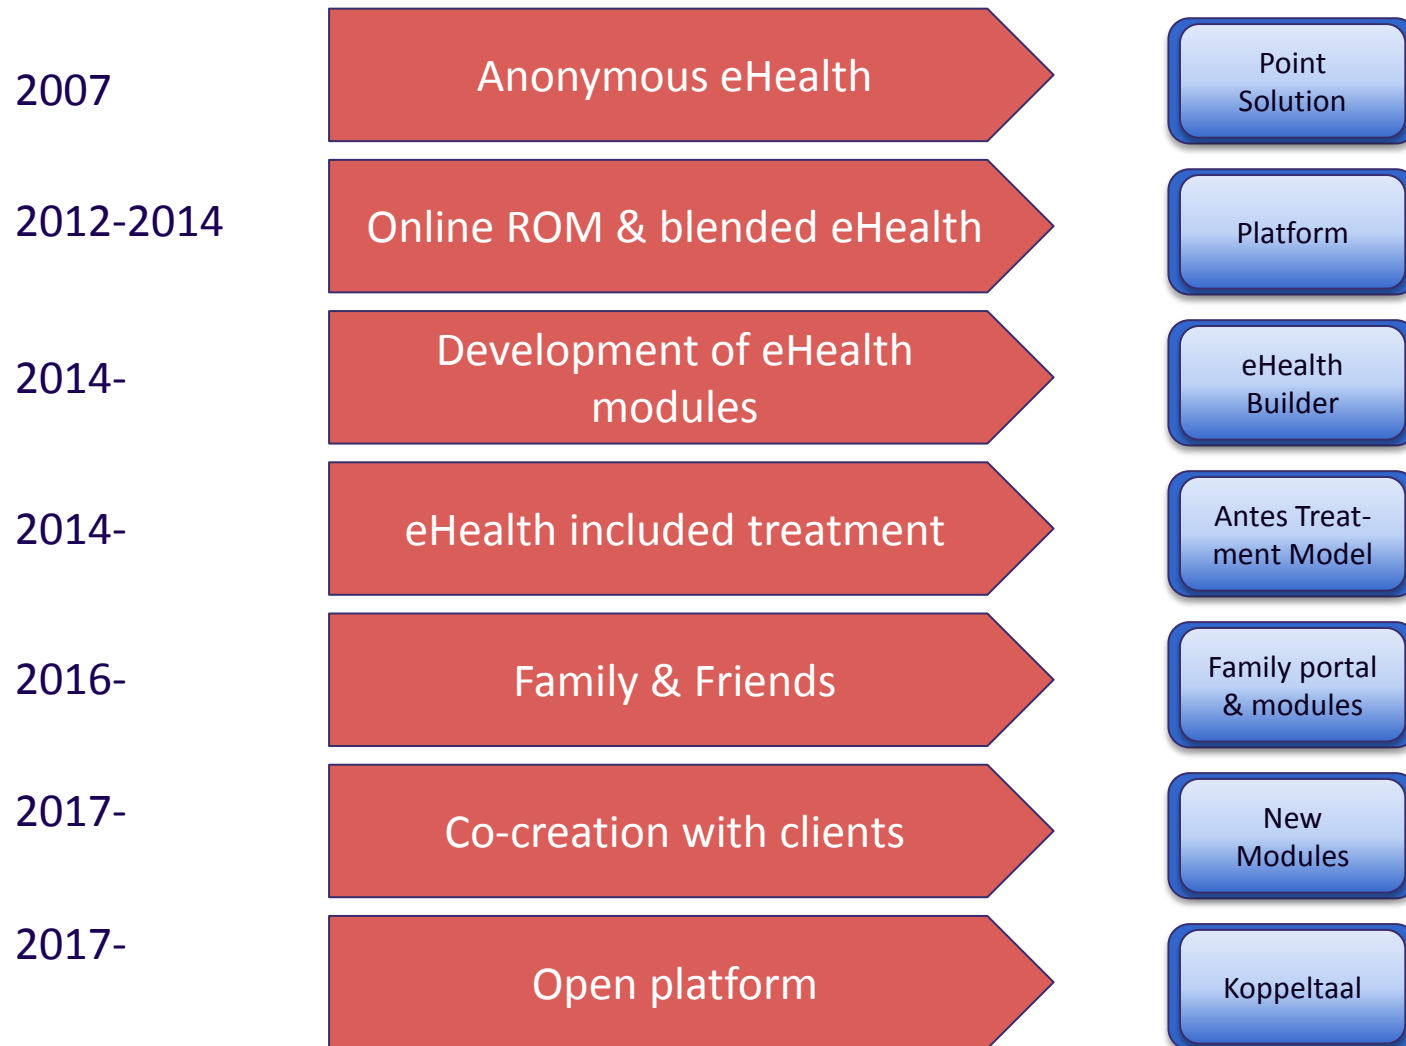 2007
Anonymous eHealth
Point
Solution
2012-2014
Online ROM & blended eHealth
Platform
2014-
Development of eHealth
modules
eHealth
Builder
2014-
eHealth included treatment
Antes Treat-
ment Model
2016-
Family & Friends
Family portal
& modules
2017-
Co-creation with clients
New
Modules
2017-
Open platform
Koppeltaal